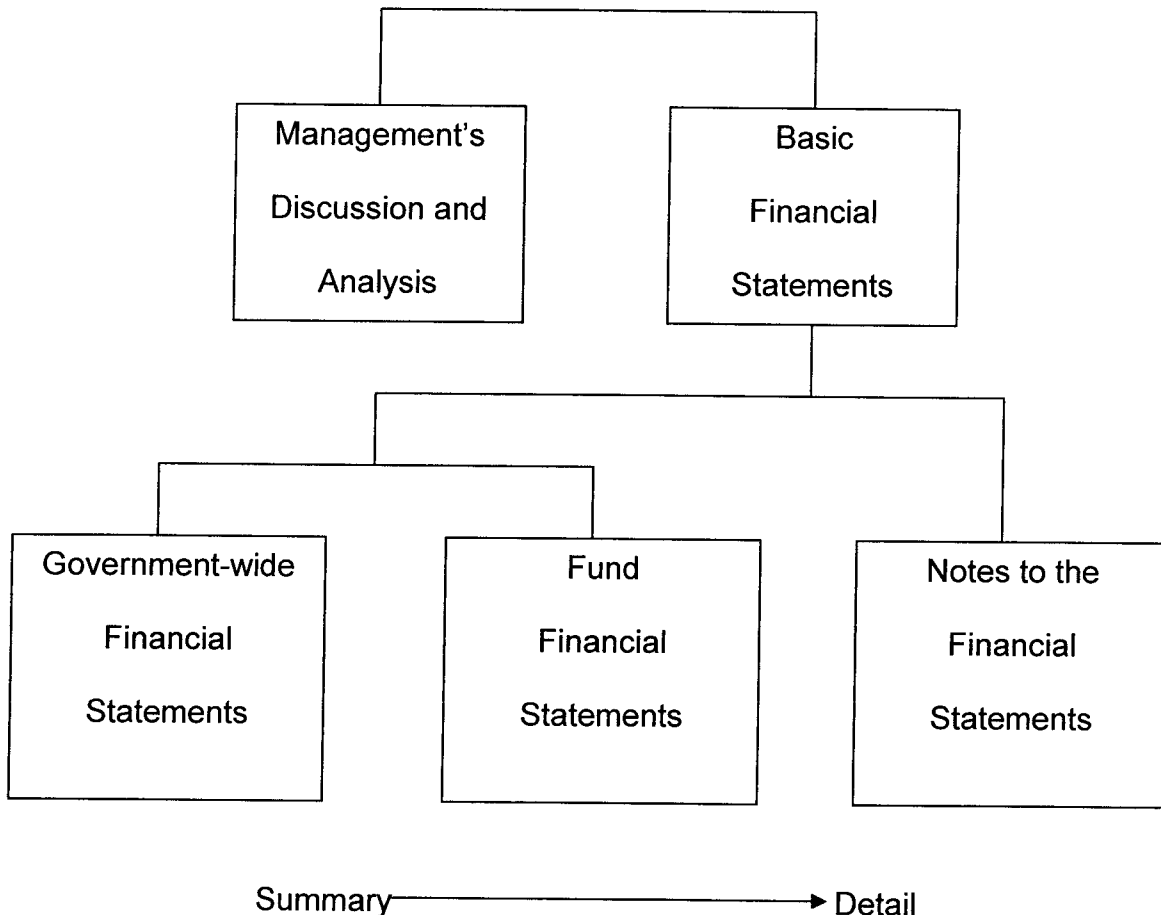 Management's
Discussion and
Analysis
Basic
Financial
Statements
Government-wide
Financial
Statements
Fund
Financial
Statements
Notes to the
Financial
Statements
Summary
Detail